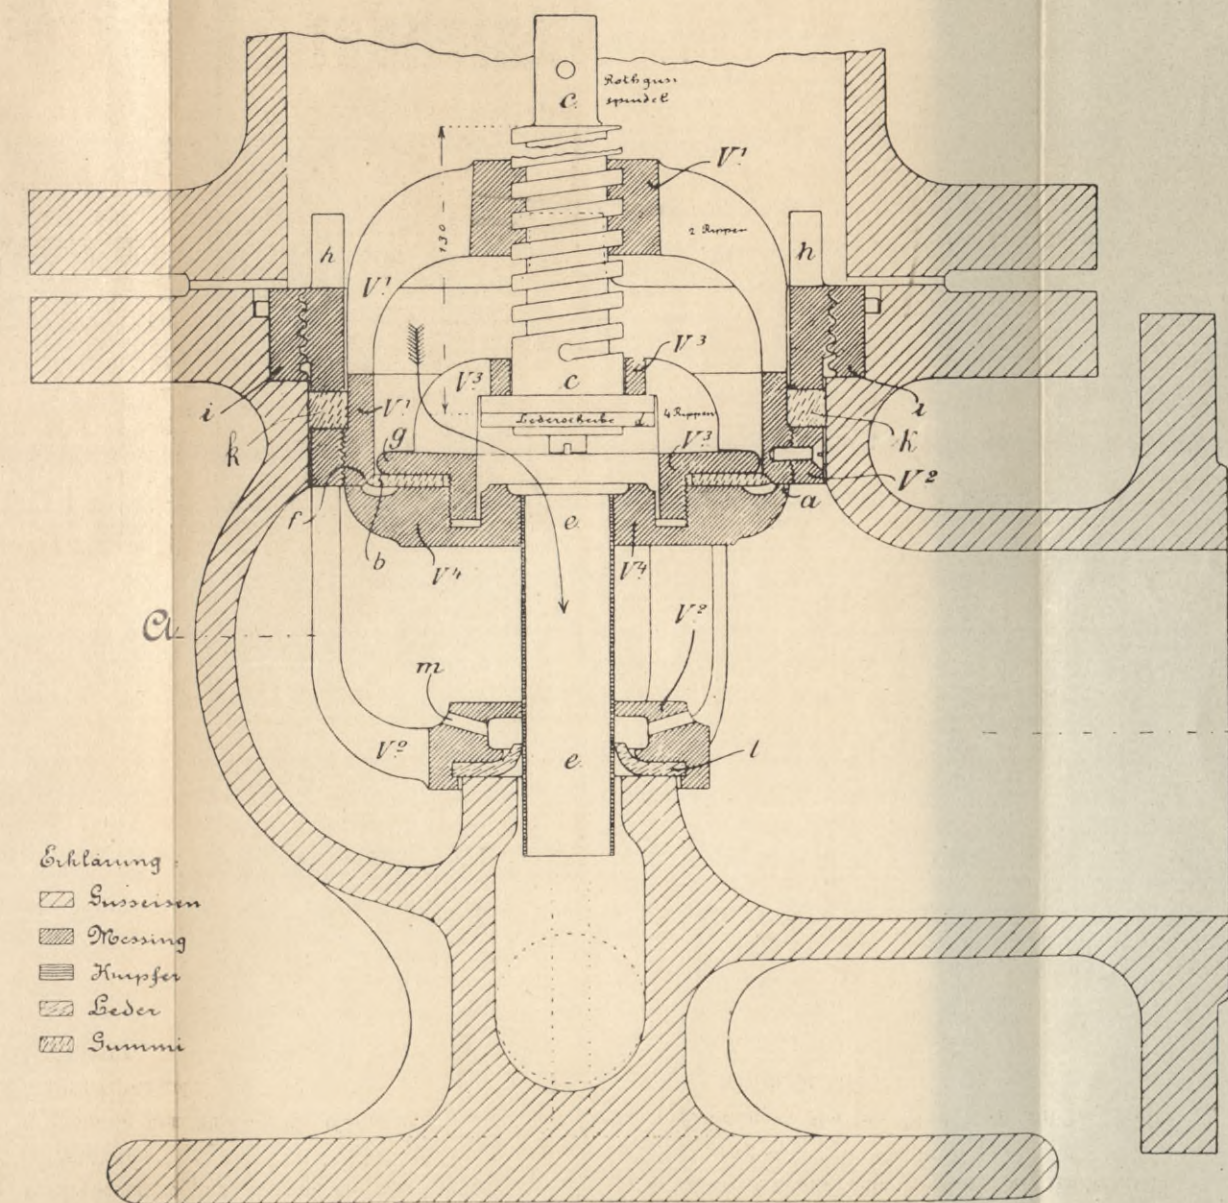 c.
Rothguss
spindel
V¹
130
2 Rippen
h
h
V¹
V³
V³
c
4 Rippen
Lederscheibe d.
i
i
V¹
k
k
g
V³
V²
f
a
e.
b
V⁴
V⁴
A
V²
m
V²
e.
l
Erklärung:
Gusseisen
Messing
Kupfer
Leder
Gummi